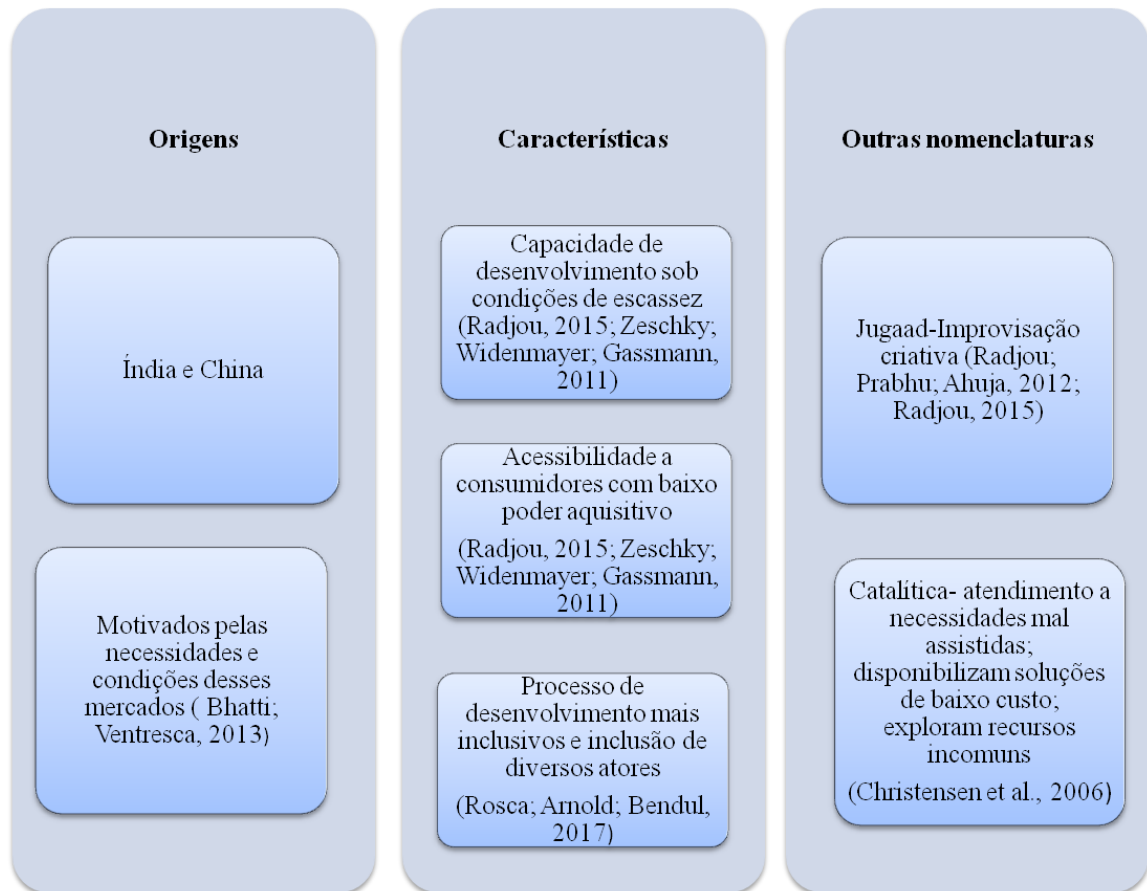 Origens
Índia e China
Motivados pelas
necessidades e
condições desses
mercados ( Bhatti;
Ventresca, 2013)
Característícas
Capacidade de
desenvolvimento sob
condições de escassez
(Radjou, 2015; Zeschky;
Widenmayer; Gassmann,
2011)
Acessibilidade a
consumidores com baixo
poder aquisitivo
(Radjou, 2015; Zeschky;
Widenmayer; Gassmann,
2011)
Processo de
desenvolvimento mais
inclusivos e inclusão de
diversos atores
(Rosca; Arnold; Bendul,
2017)
Outras nomenclaturas
Jugaad-Improvisação
criativa (Radjou;
Prabhu; Ahuja, 2012;
Radjou, 2015)
Catalítica- atendimento a
necessidades mal
assistidas;
disponibilizam soluções
de baixo custo;
exploram recursos
incomuns
(Christensen et al., 2006)